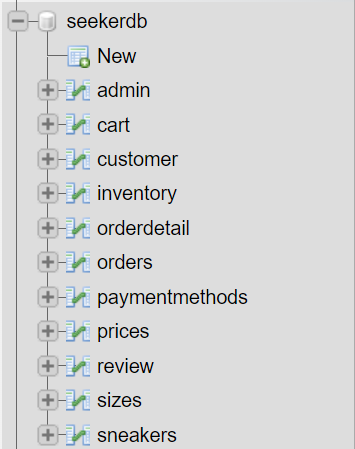 seekerdb
New
admin
cart
customer
inventory
orderdetail
orders
paymentmethods
prices
review
sizes
sneakers